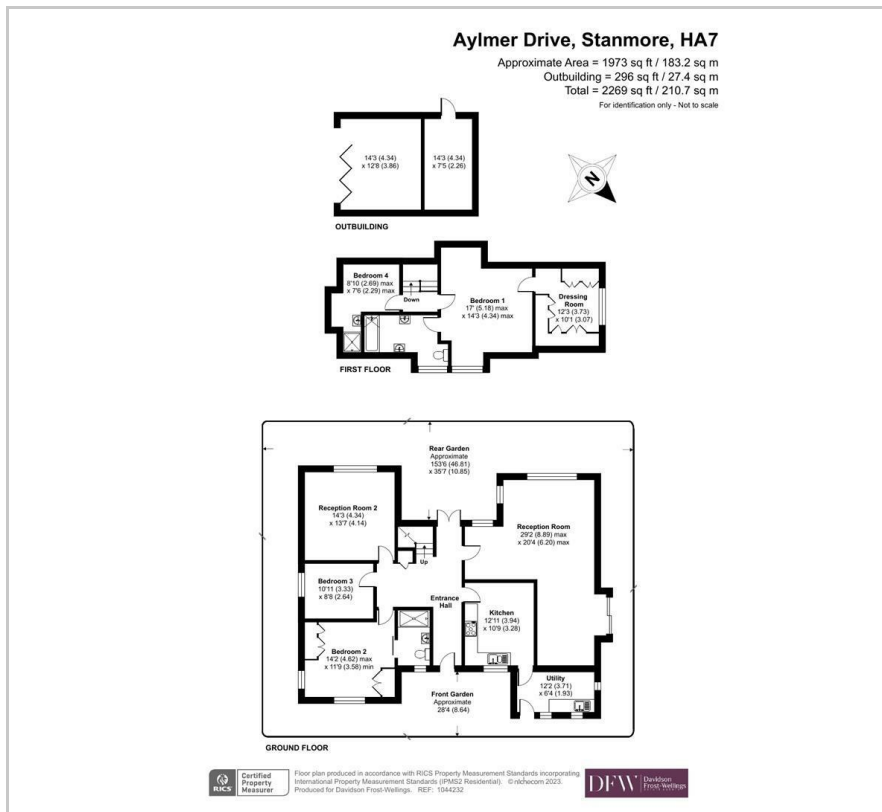 Aylmer Drive, Stanmore, HA7
Approximate Area = 1973 sq ft / 183.2 sq m
Outbuilding = 296 sq ft / 27.4 sq m
Total = 2269 sq ft / 210.7 sq m
For identification only - Not to scale
14'3 (4.34)
x 12'8 (3.86)
14'3 (4.34)
x 7'5 (2.26)
OUTBUILDING
N
Bedroom 4
8'10 (2.69) max
x 7'6 (2.29) max
Down
Bedroom 1
17' (5.18) max
x 14'3 (4.34) max
Dressing
Room
12'3 (3.73)
x 10'1 (3.07)
FIRST FLOOR
Rear Garden
Approximate
153'6 (46.81)
x 35'7 (10.85)
Reception Room 2
14'3 (4.34)
x 13'7 (4.14)
Reception Room
29'2 (8.89) max
x 20'4 (6.20) max
Up
Bedroom 3
10'11 (3.33)
x 8'8 (2.64)
Entrance
Hall
Kitchen
12'11 (3.94)
x 10'9 (3.28)
Bedroom 2
14'2 (4.62) max
x 11'9 (3.58) min
Utility
12'2 (3.71)
x 6'4 (1.93)
Front Garden
Approximate
28'4 (8.64)
GROUND FLOOR
RICS
Certified
Property
Measurer
Floor plan produced in accordance with RICS Property Measurement Standards incorporating
International Property Measurement Standards (IPMS2 Residential). © nichecom 2023.
Produced for Davidson Frost-Wellings. REF: 1044232
DFW
Davidson
Frost-Wellings